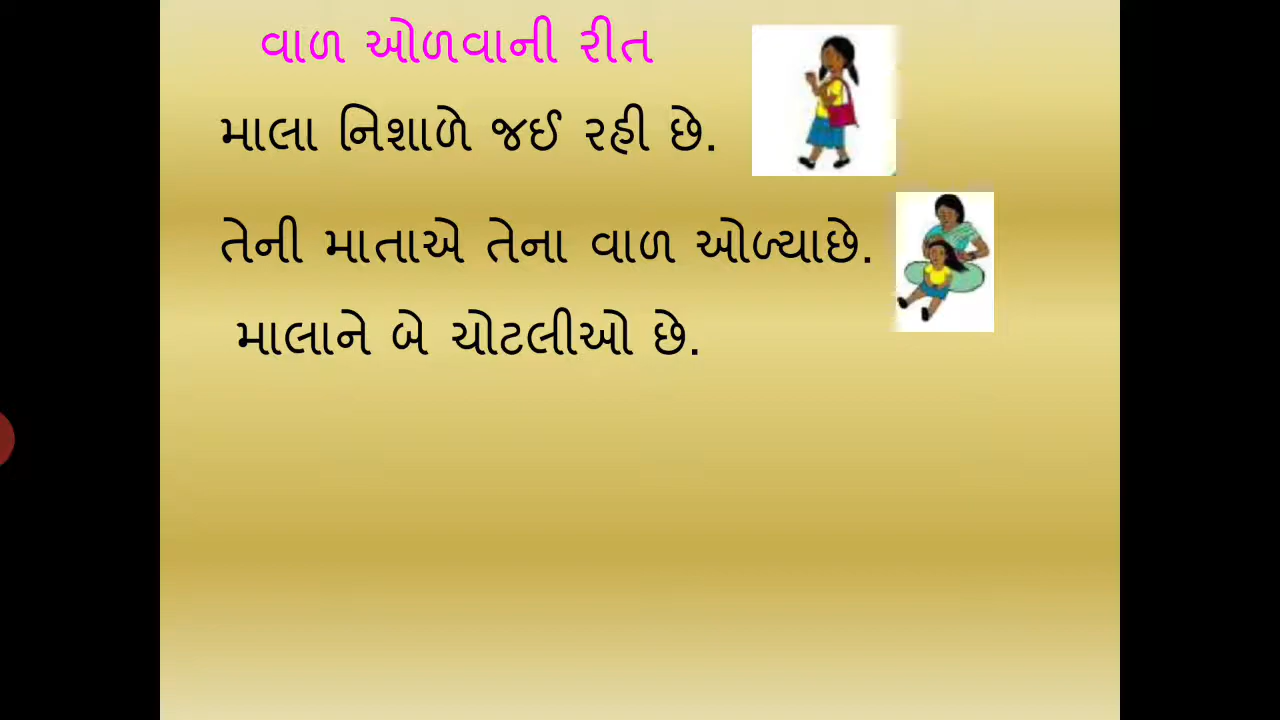 વાળ ઓળવાની રીત
માલા નિશાળે જઈ રહી છે.
તેની માતાએ તેના વાળ ઓળ્યાછે.
માલાને બે ચોટલીઓ છે.